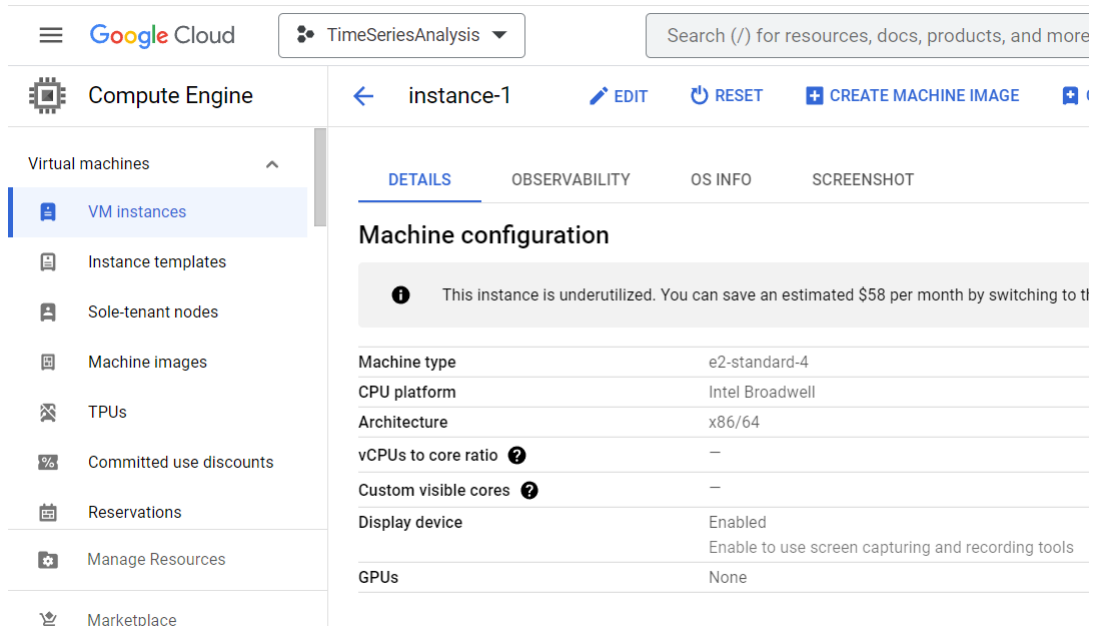 Google Cloud
TimeSeriesAnalysis
Search (/) for resources, docs, products, and more
Compute Engine
instance-1
EDIT
RESET
CREATE MACHINE IMAGE
Virtual machines
VM instances
Instance templates
Sole-tenant nodes
Machine images
TPUs
Committed use discounts
Reservations
Manage Resources
Marketplace
DETAILS
OBSERVABILITY
OS INFO
SCREENSHOT
Machine configuration
This instance is underutilized. You can save an estimated $58 per month by switching to
Machine type e2-standard-4
CPU platform Intel Broadwell
Architecture x86/64
vCPUs to core ratio ? —
Custom visible cores ? —
Display device Enabled
Enable to use screen capturing and recording tools
GPUs None